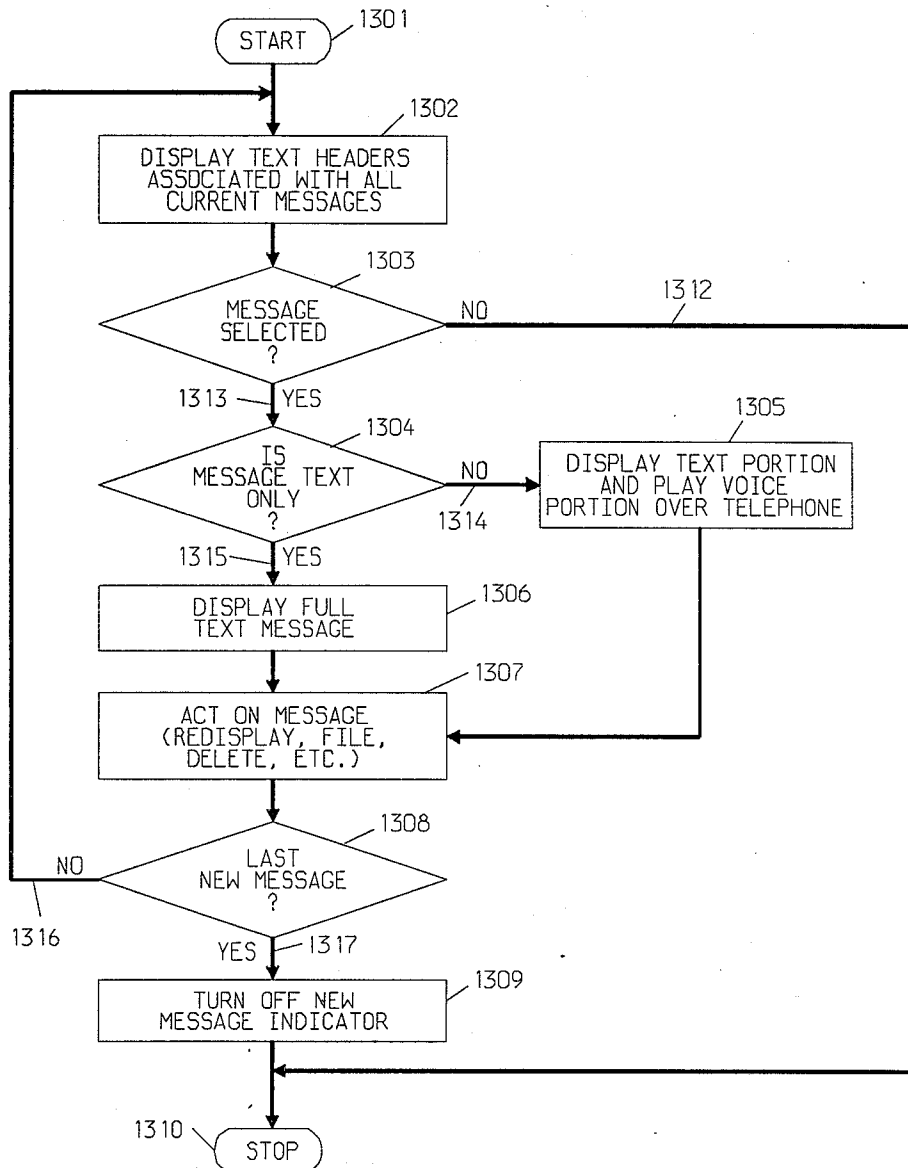 1301
START
1302
DISPLAY TEXT HEADERS
ASSOCIATED WITH ALL
CURRENT MESSAGES
1303
MESSAGE
SELECTED
?
NO
1312
1313
YES
1304
IS
MESSAGE TEXT
ONLY
?
NO
1314
1305
DISPLAY TEXT PORTION
AND PLAY VOICE
PORTION OVER TELEPHONE
1315
YES
1306
DISPLAY FULL
TEXT MESSAGE
1307
ACT ON MESSAGE
(REDISPLAY, FILE,
DELETE, ETC.)
1308
LAST
NEW MESSAGE
?
NO
1316
YES
1317
1309
TURN OFF NEW
MESSAGE INDICATOR
1310
STOP